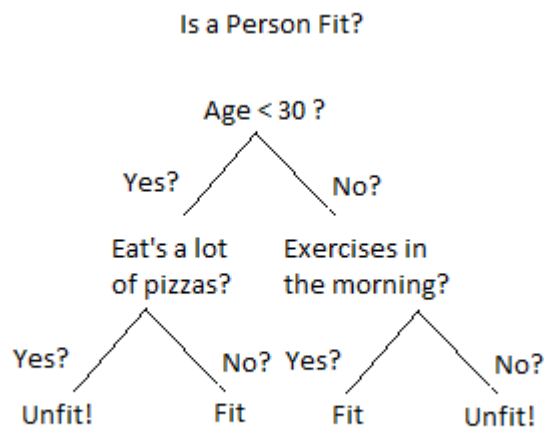 Is a Person Fit?
Age < 30 ?
Yes?
No?
Eat's a lot
of pizzas?
Exercises in
the morning?
Yes?
No?
Yes?
No?
Unfit!
Fit
Fit
Unfit!